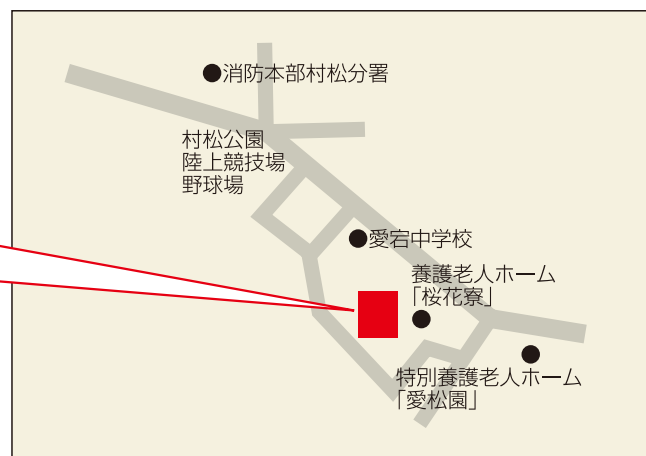 消防本部村松分署
村松公園
陸上競技場
野球場
愛宕中学校
養護老人ホーム
「桜花寮」
特別養護老人ホーム
「愛松園」